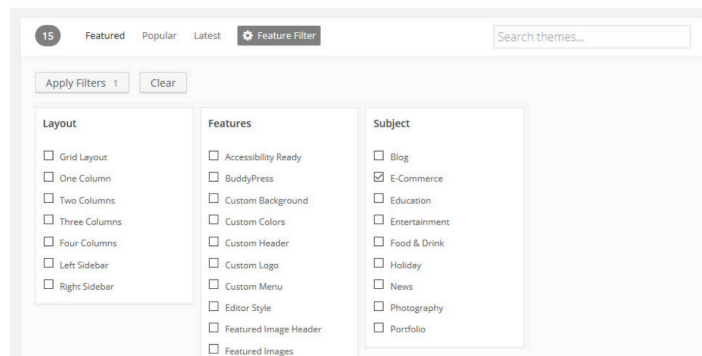 15 Featured Popular Latest Feature Filter Search themes...
Apply Filters 1 Clear
Layout
Grid Layout
One Column
Two Columns
Three Columns
Four Columns
Left Sidebar
Right Sidebar
Features
Accessibility Ready
BuddyPress
Custom Background
Custom Colors
Custom Header
Custom Logo
Custom Menu
Editor Style
Featured Image Header
Featured Images
Subject
Blog
E-Commerce
Education
Entertainment
Food & Drink
Holiday
News
Photography
Portfolio